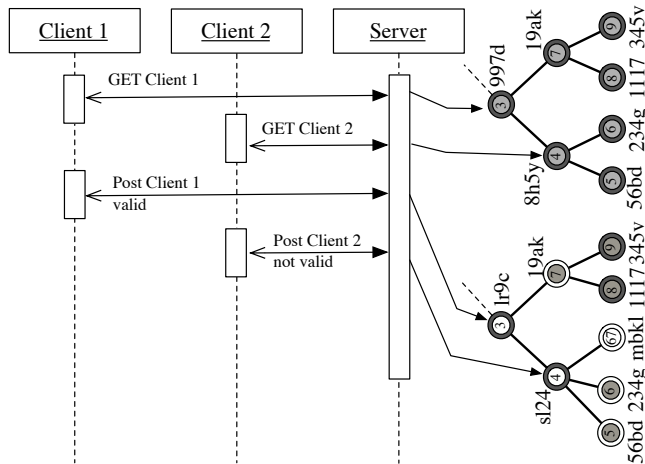 Client 1
Client 2
Server
GET Client 1
GET Client 2
Post Client 1
valid
Post Client 2
not valid
997d
3
19ak
7
345v
9
1117
8
8h5y
4
234g
6
56bd
5
lr9c
3
19ak
7
345v
9
1117
8
sl24
4
mbkl
67
234g
6
56bd
5